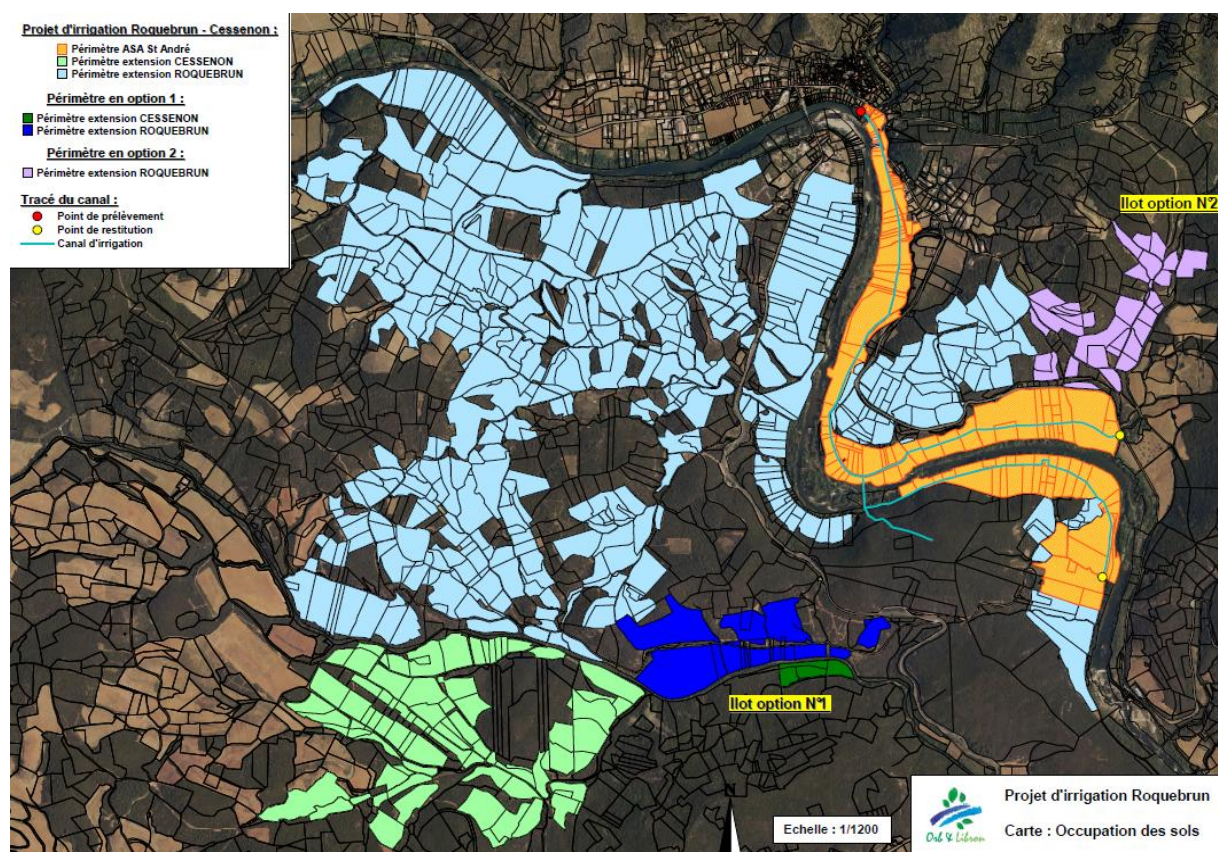 Projet d'irrigation Roquebrun - Cessenon :
Périmètre ASA St André
Périmètre extension CESSENON
Périmètre extension ROQUEBRUN
Périmètre en option 1 :
Périmètre extension CESSENON
Périmètre extension ROQUEBRUN
Périmètre en option 2 :
Périmètre extension ROQUEBRUN
Tracé du canal :
Point de prélèvement
Point de restitution
Canal d'irrigation
Ilot option N°2
Ilot option N°1
N
Echelle : 1/1200
Orb & Libron
Projet d'irrigation Roquebrun
Carte : Occupation des sols